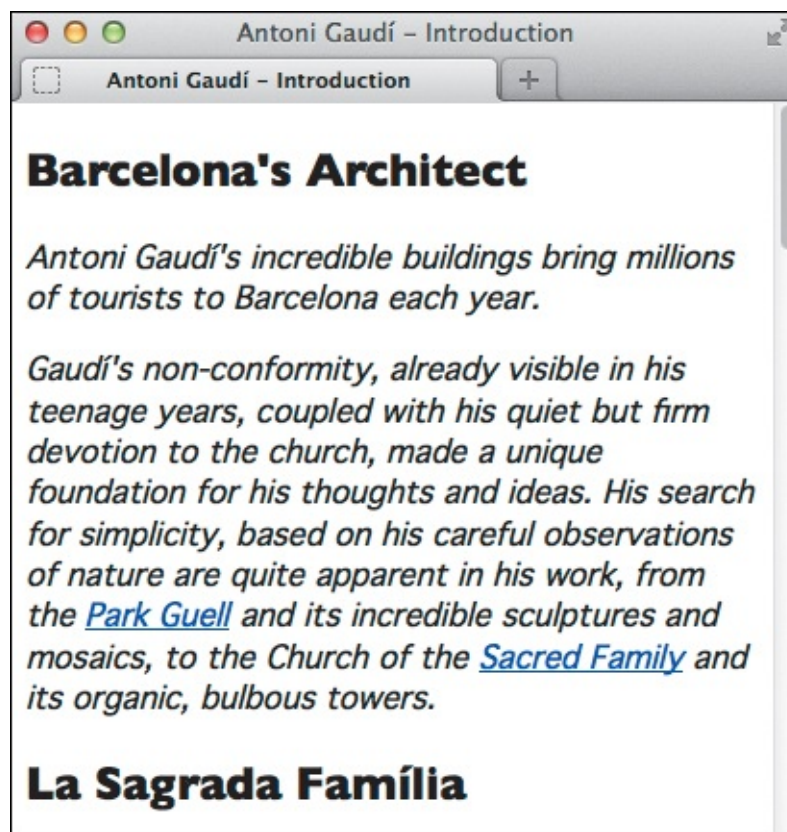 Antoni Gaudí – Introduction
Antoni Gaudí – Introduction
+
Barcelona's Architect
Antoni Gaudí's incredible buildings bring millions
of tourists to Barcelona each year.
Gaudí's non-conformity, already visible in his
teenage years, coupled with his quiet but firm
devotion to the church, made a unique
foundation for his thoughts and ideas. His search
for simplicity, based on his careful observations
of nature are quite apparent in his work, from
the Park Guell and its incredible sculptures and
mosaics, to the Church of the Sacred Family and
its organic, bulbous towers.
La Sagrada Família